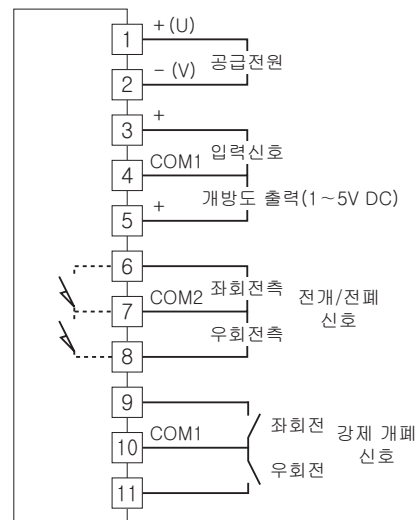 1 +(U)
공급전원
2 − (V)
3 +
입력신호
4 COM1
개방도 출력(1~5V DC)
5 +
6
좌회전측
전개/전폐
7 COM2
신호
우회전측
8
9
좌회전
강제 개폐
10 COM1
신호
우회전
11